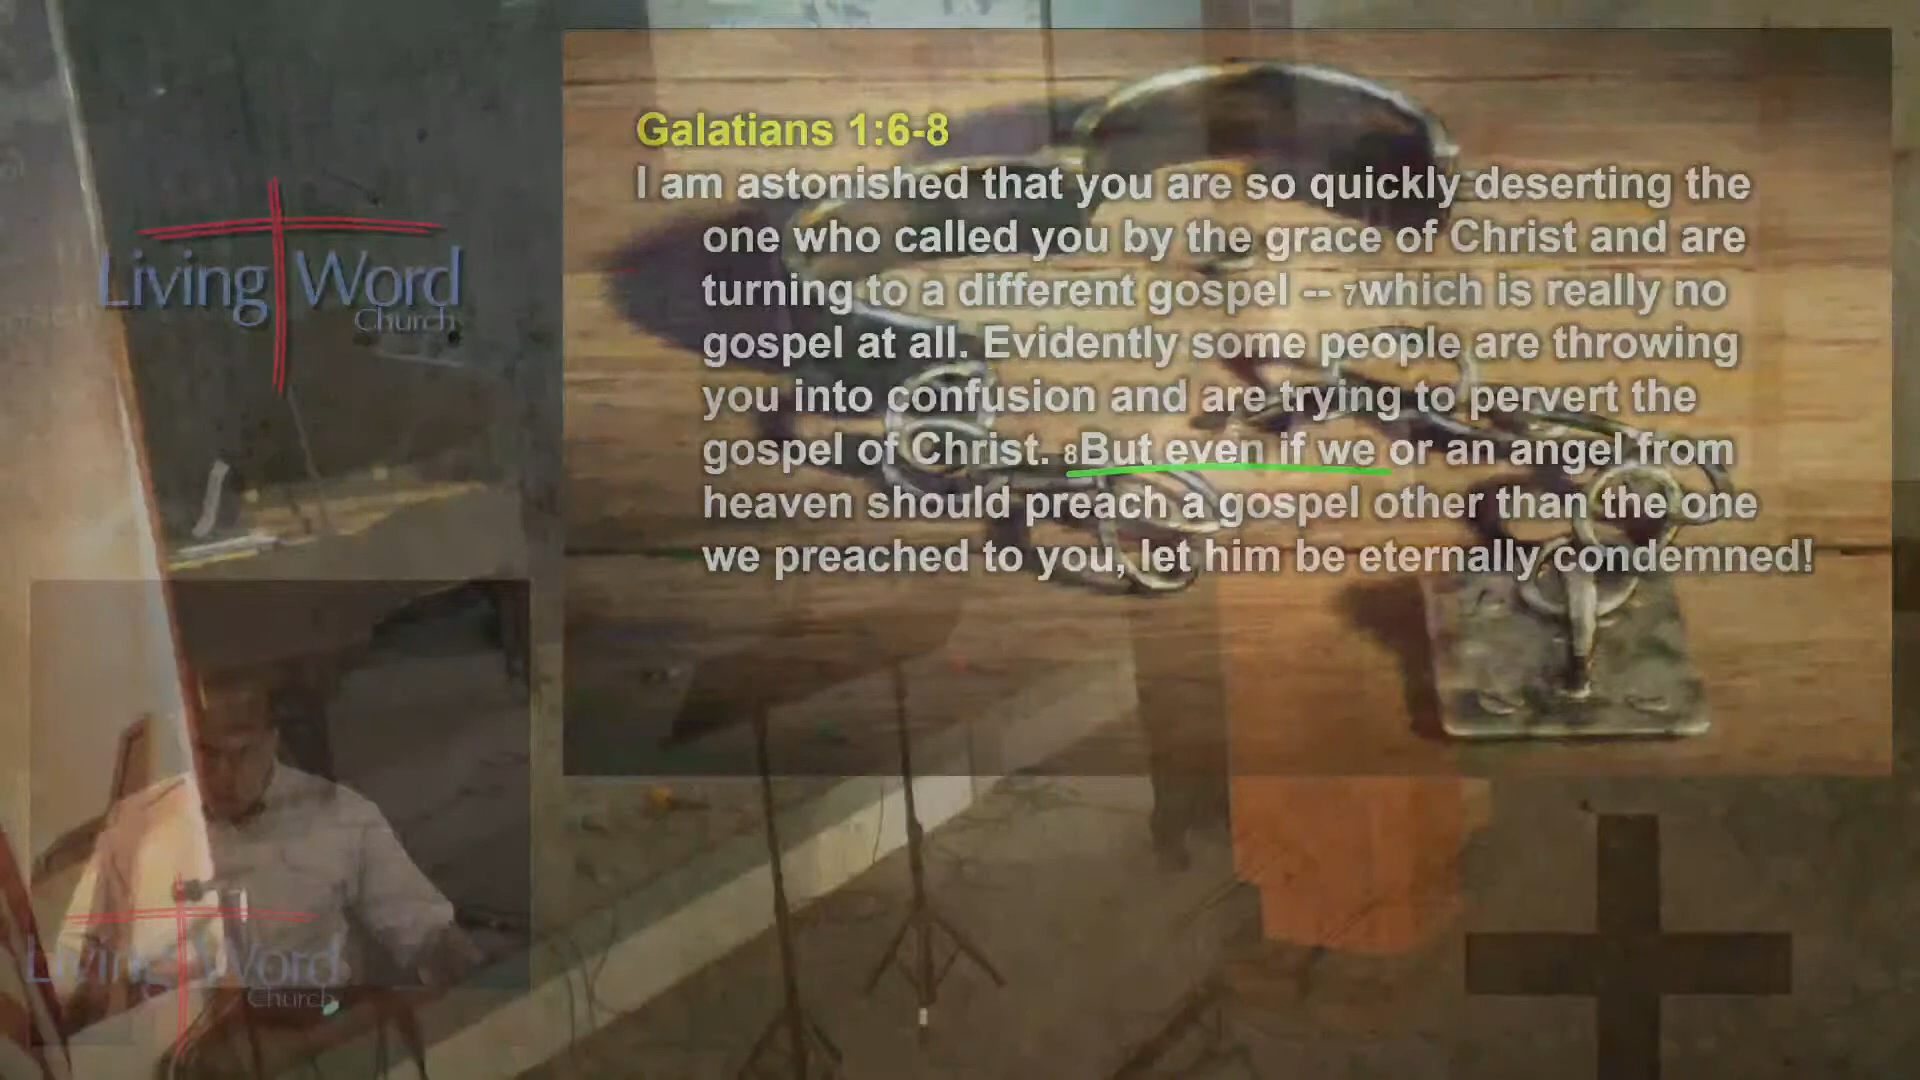 Living Word
Church
Galatians 1:6-8
I am astonished that you are so quickly deserting the
one who called you by the grace of Christ and are
turning to a different gospel -- 7which is really no
gospel at all. Evidently some people are throwing
you into confusion and are trying to pervert the
gospel of Christ. 8But even if we or an angel from
heaven should preach a gospel other than the one
we preached to you, let him be eternally condemned!
Living Word
Church